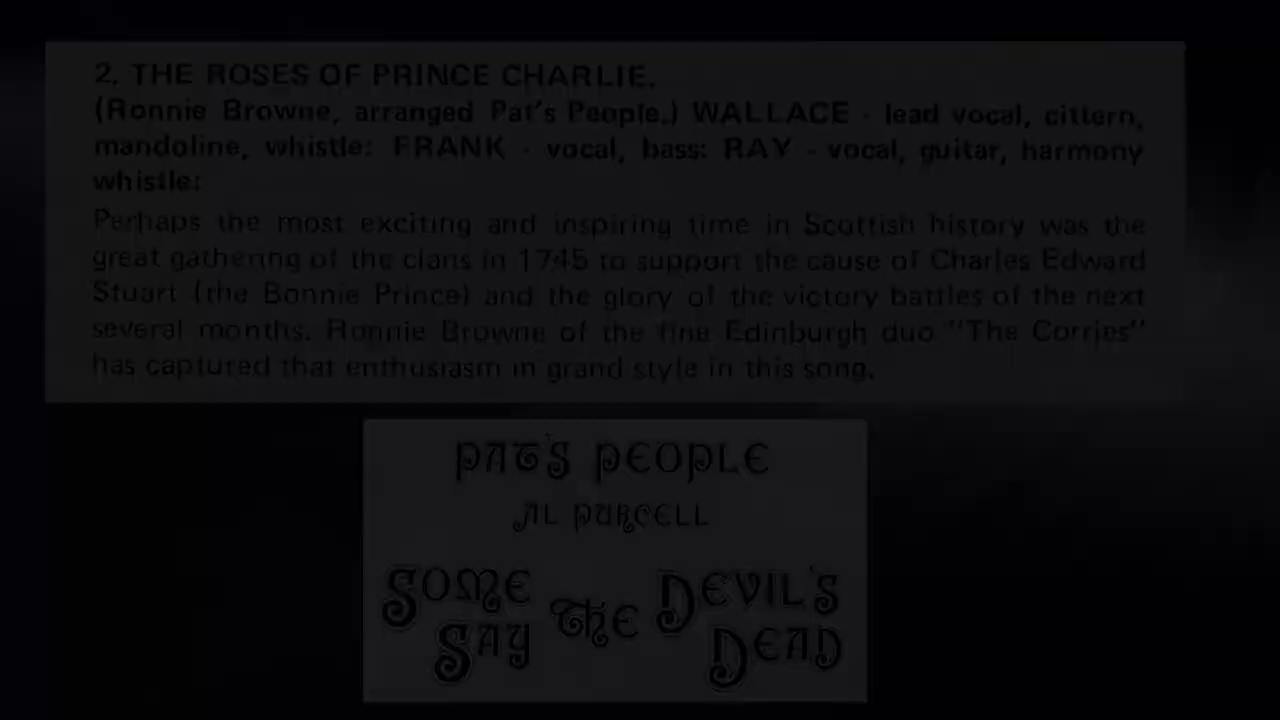 2. THE ROSES OF PRINCE CHARLIE.
(Ronnie Browne, arranged Pat's People.) WALLACE - lead vocal, cittern,
mandoline, whistle: FRANK - vocal, bass: RAY - vocal, guitar, harmony
whistle:
Perhaps the most exciting and inspiring time in Scottish history was the
great gathering of the clans in 1745 to support the cause of Charles Edward
Stuart (the Bonnie Prince) and the glory of the victory battles of the next
several months. Ronnie Browne of the fine Edinburgh duo "The Corries"
has captured that enthusiasm in grand style in this song.
PAT'S PEOPLE
AL PURCELL
SOME SAY THE DEVIL'S DEAD